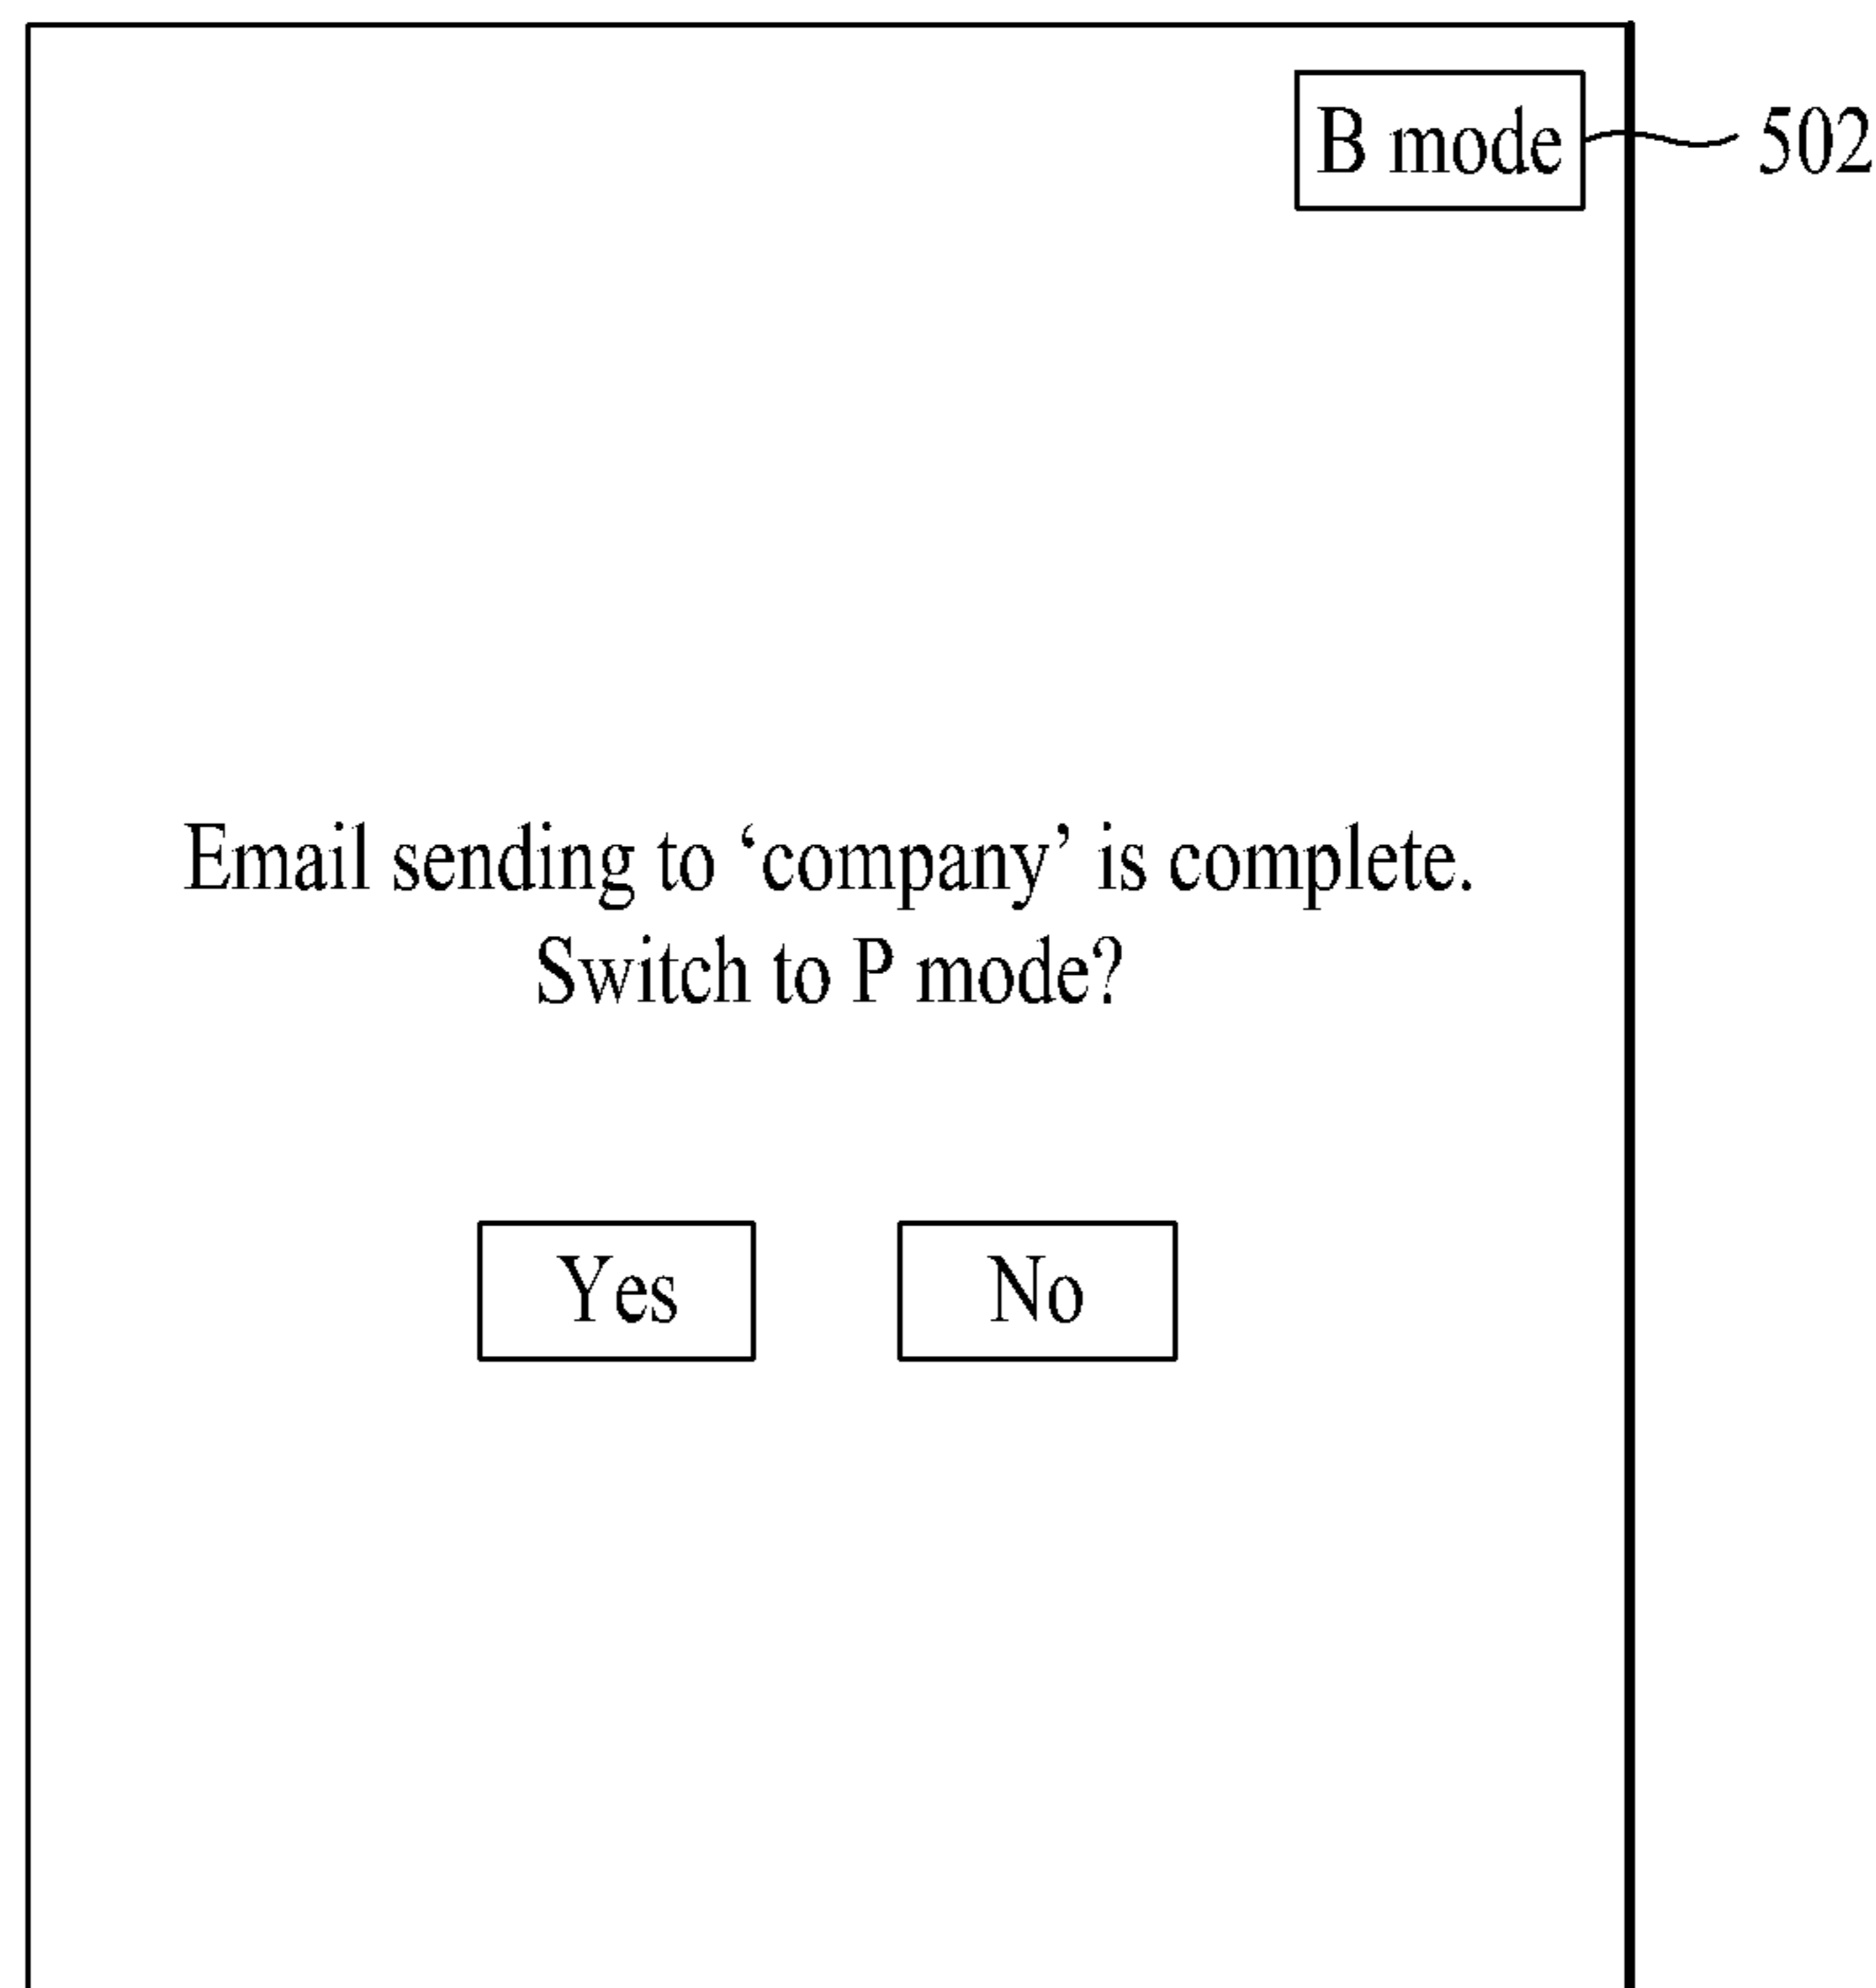 B mode
502
Email sending to ‘company’ is complete.
Switch to P mode?
Yes
No